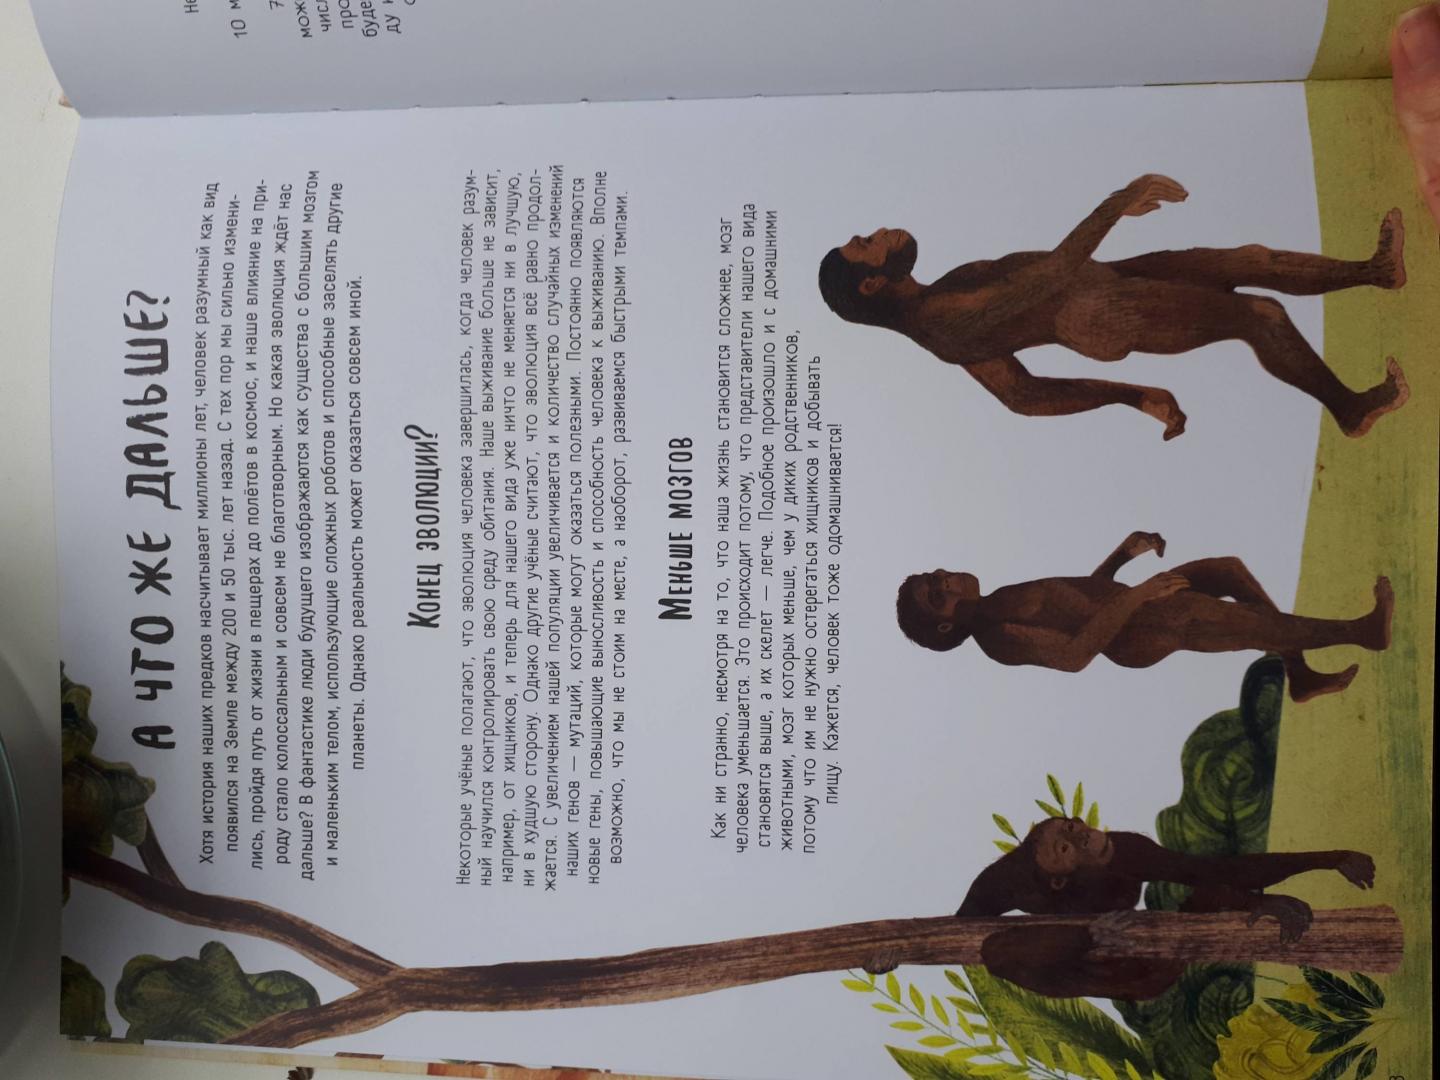 А ЧТО ЖЕ ДАЛЬШЕ?
Хотя история наших предков насчитывает миллионы лет, человек разумный как вид
появился на Земле между 200 и 50 тыс. лет назад. С тех пор мы сильно измени-
лись, пройдя путь от жизни в пещерах до полётов в космос, и наше влияние на при-
роду стало колоссальным и совсем не благотворным. Но какая эволюция ждёт нас
дальше? В фантастике люди будущего изображаются как существа с большим мозгом
и маленьким телом, использующие сложных роботов и способные заселять другие
планеты. Однако реальность может оказаться совсем иной.
КОНЕЦ ЭВОЛЮЦИИ?
Некоторые учёные полагают, что эволюция человека завершилась, когда человек разум-
ный научился контролировать свою среду обитания. Наше выживание больше не зависит,
например, от хищников, и теперь для нашего вида уже ничто не меняется ни в лучшую,
ни в худшую сторону. Однако другие учёные считают, что эволюция всё равно продол-
жается. С увеличением нашей популяции увеличивается и количество случайных изменений
наших генов — мутаций, которые могут оказаться полезными. Постоянно появляются
новые гены, повышающие выносливость и способность человека к выживанию. Вполне
возможно, что мы не стоим на месте, а наоборот, развиваемся быстрыми темпами.
МЕНЬШЕ МОЗГОВ
Как ни странно, несмотря на то, что наша жизнь становится сложнее, мозг
человека уменьшается. Это происходит потому, что представители нашего вида
становятся выше, а их скелет — легче. Подобное произошло и с домашними
животными, мозг которых меньше, чем у диких родственников,
потому что им не нужно остерегаться хищников и добывать
пищу. Кажется, человек тоже одомашнивается!
Не
10 м
7
мож
чис
про
буде
ду